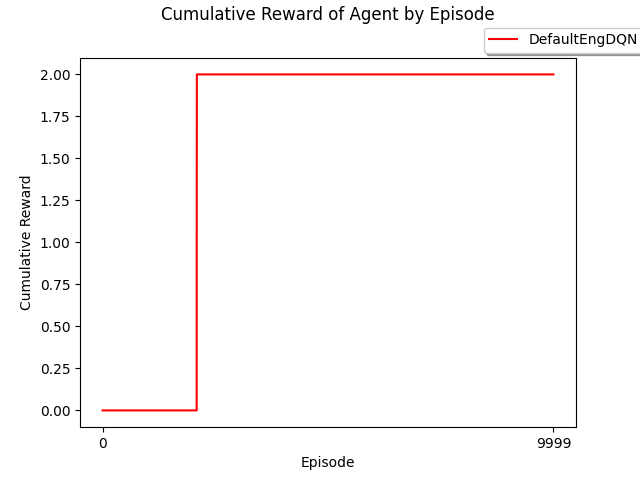 Cumulative Reward of Agent by Episode
DefaultEngDQN
2.00
1.75
1.50
1.25
1.00
0.75
0.50
0.25
0.00
Cumulative Reward
0
9999
Episode